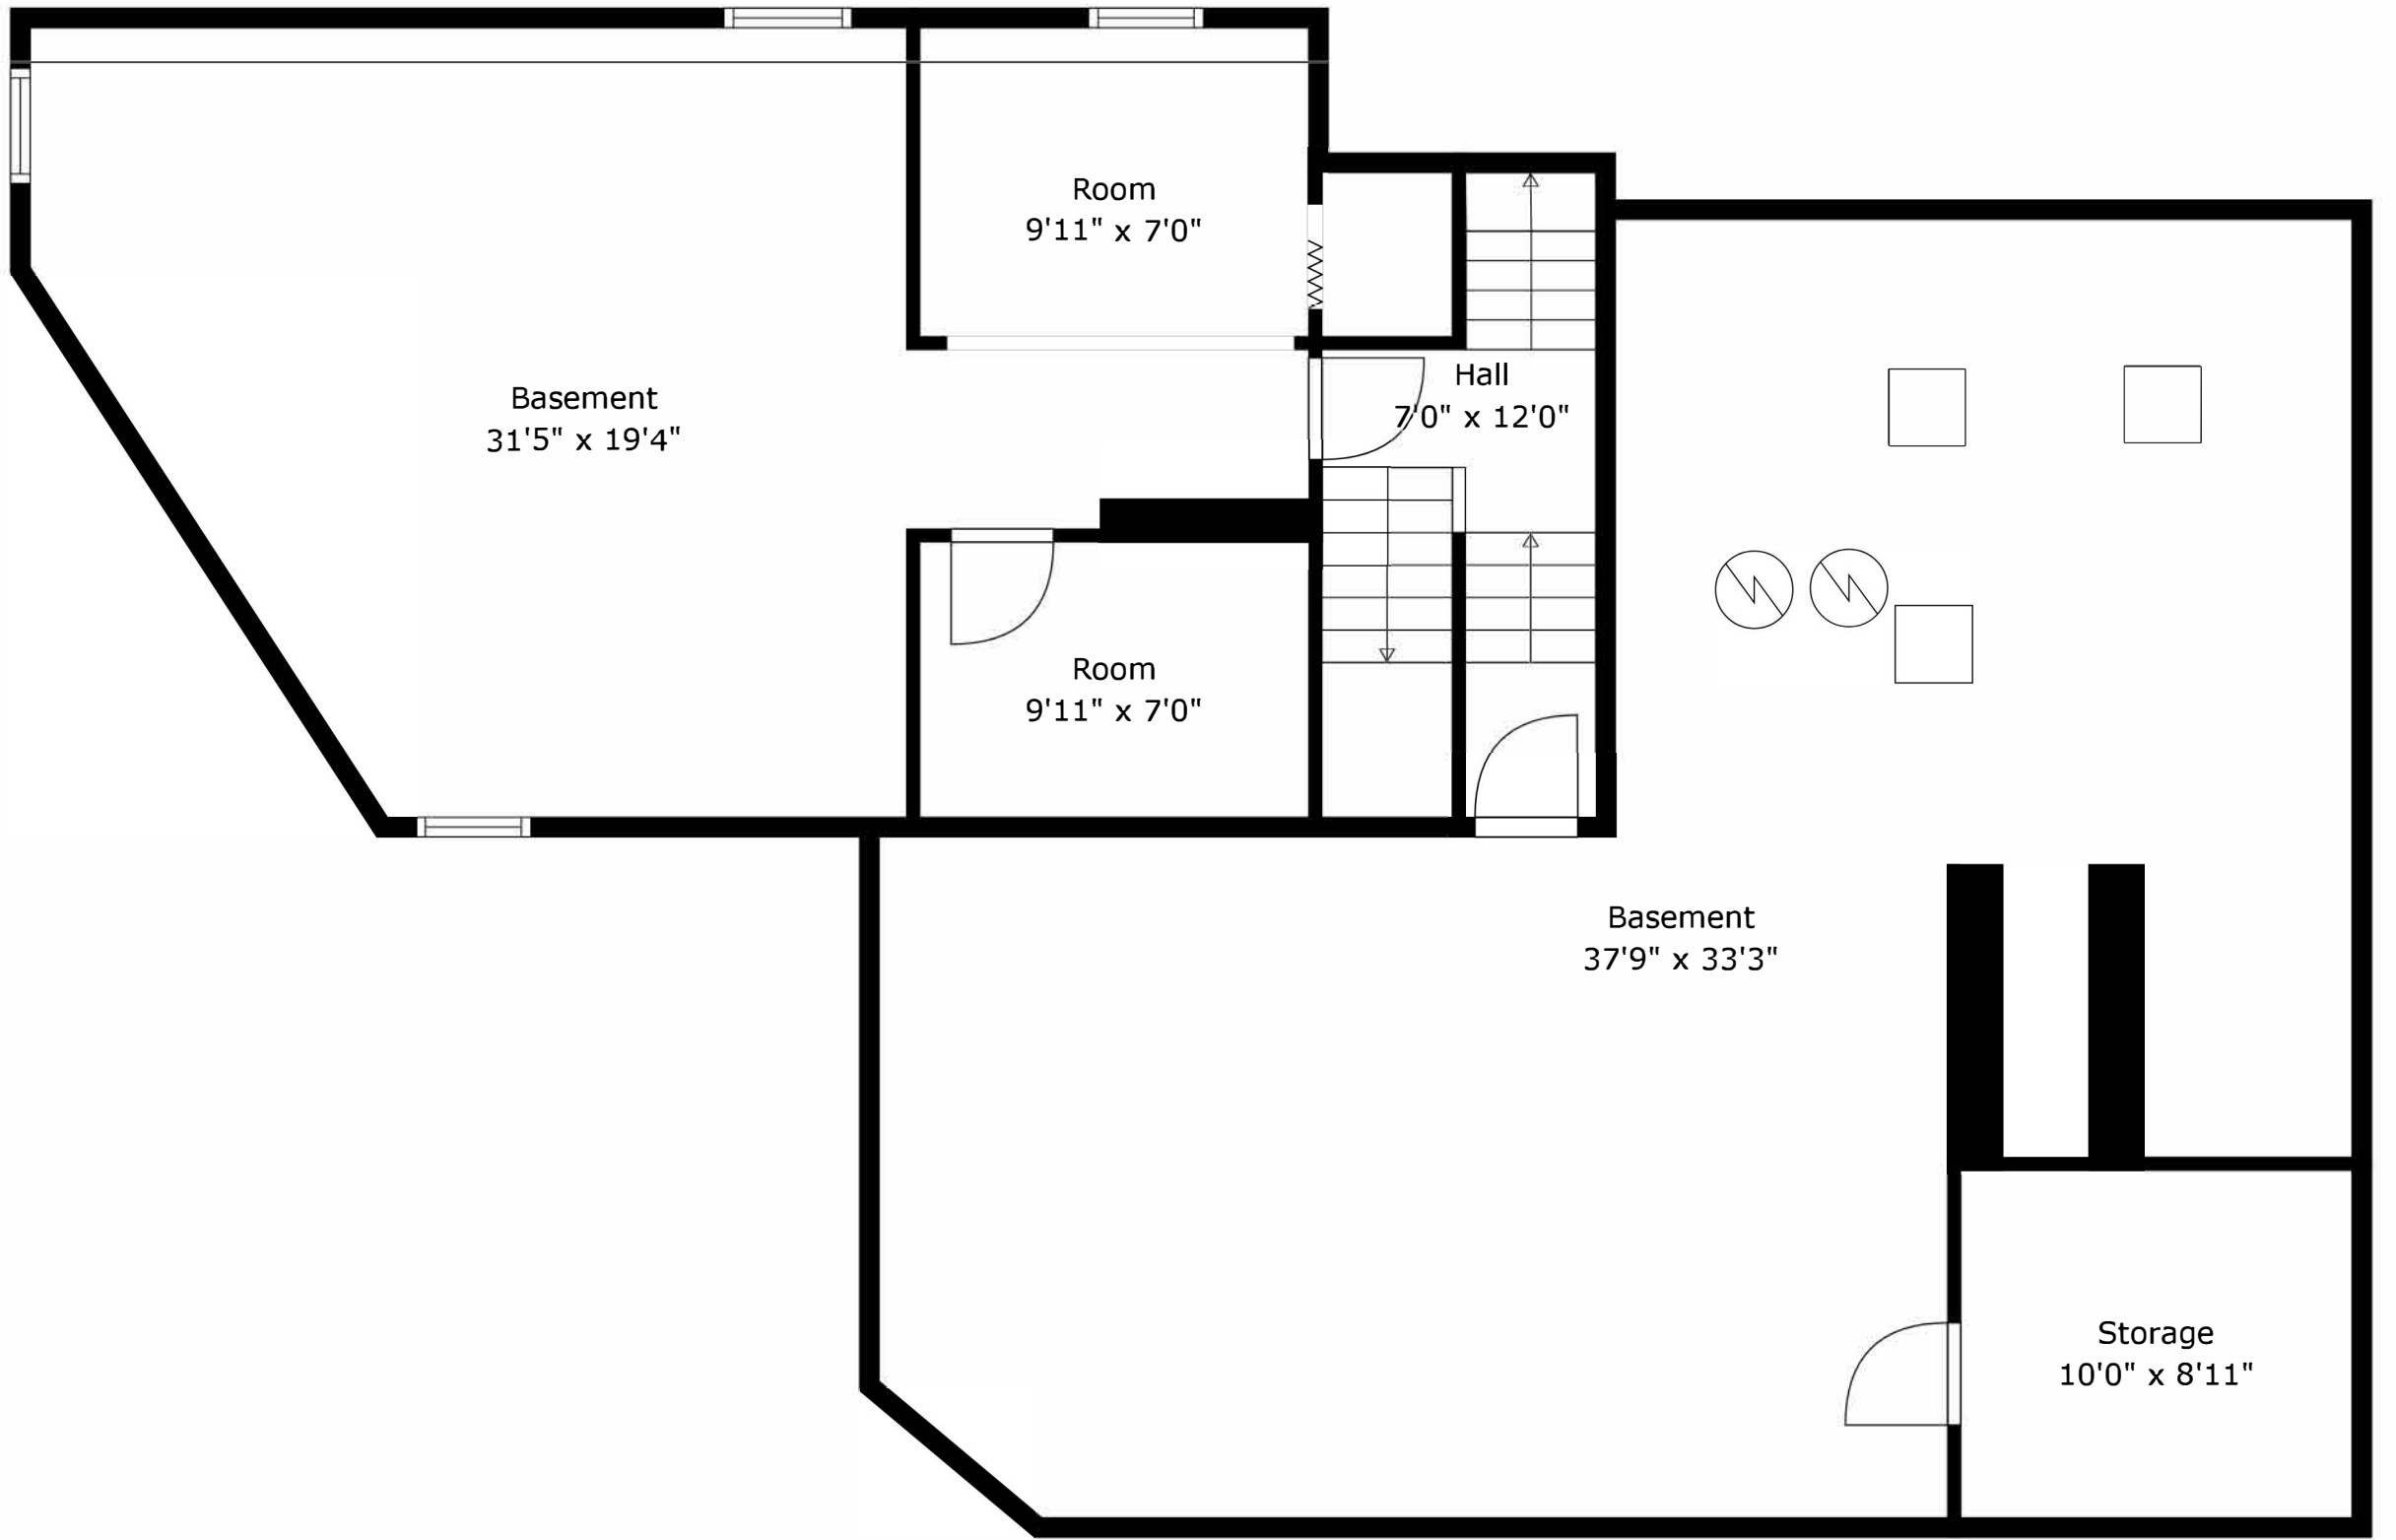 Room
9'11" x 7'0"
Basement
31'5" x 19'4"
Hall
7'0" x 12'0"
Room
9'11" x 7'0"
Basement
37'9" x 33'3"
Storage
10'0" x 8'11"